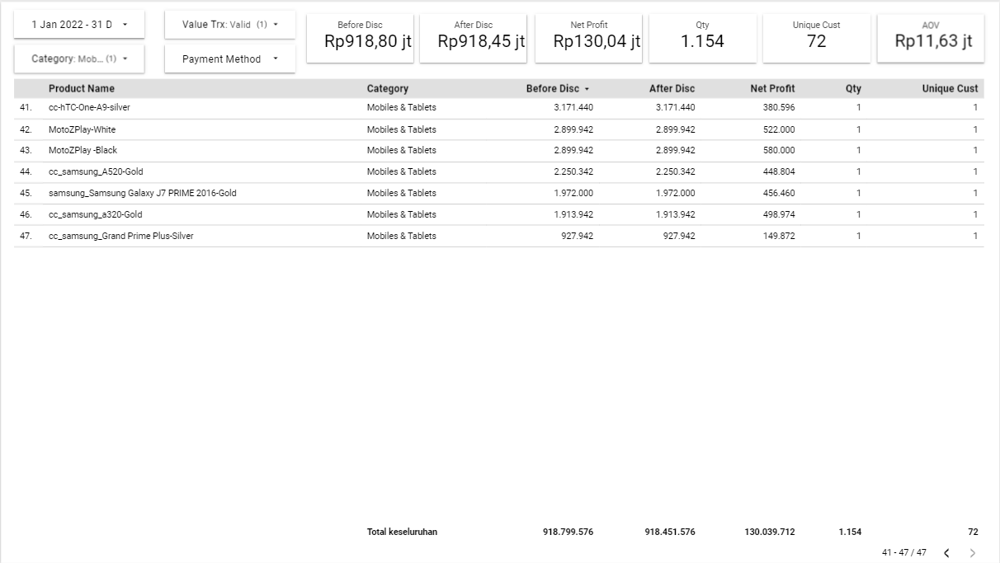 1 Jan 2022 - 31 D
Value Trx: Valid (1)
Category: Mob... (1)
Payment Method
Before Disc
Rp918,80 jt
After Disc
Rp918,45 jt
Net Profit
Rp130,04 jt
Qty
1.154
Unique Cust
72
AOV
Rp11,63 jt
Product Name Category Before Disc After Disc Net Profit Qty Unique Cust
41. cc-hTC-One-A9-silver Mobiles & Tablets 3.171.440 3.171.440 380.596 1 1
42. MotoZPlay-White Mobiles & Tablets 2.899.942 2.899.942 522.000 1 1
43. MotoZPlay -Black Mobiles & Tablets 2.899.942 2.899.942 580.000 1 1
44. cc_samsung_A520-Gold Mobiles & Tablets 2.250.342 2.250.342 448.804 1 1
45. samsung_Samsung Galaxy J7 PRIME 2016-Gold Mobiles & Tablets 1.972.000 1.972.000 456.460 1 1
46. cc_samsung_a320-Gold Mobiles & Tablets 1.913.942 1.913.942 498.974 1 1
47. cc_samsung_Grand Prime Plus-Silver Mobiles & Tablets 927.942 927.942 149.872 1 1
Total keseluruhan 918.799.576 918.451.576 130.039.712 1.154 72
41 - 47 / 47